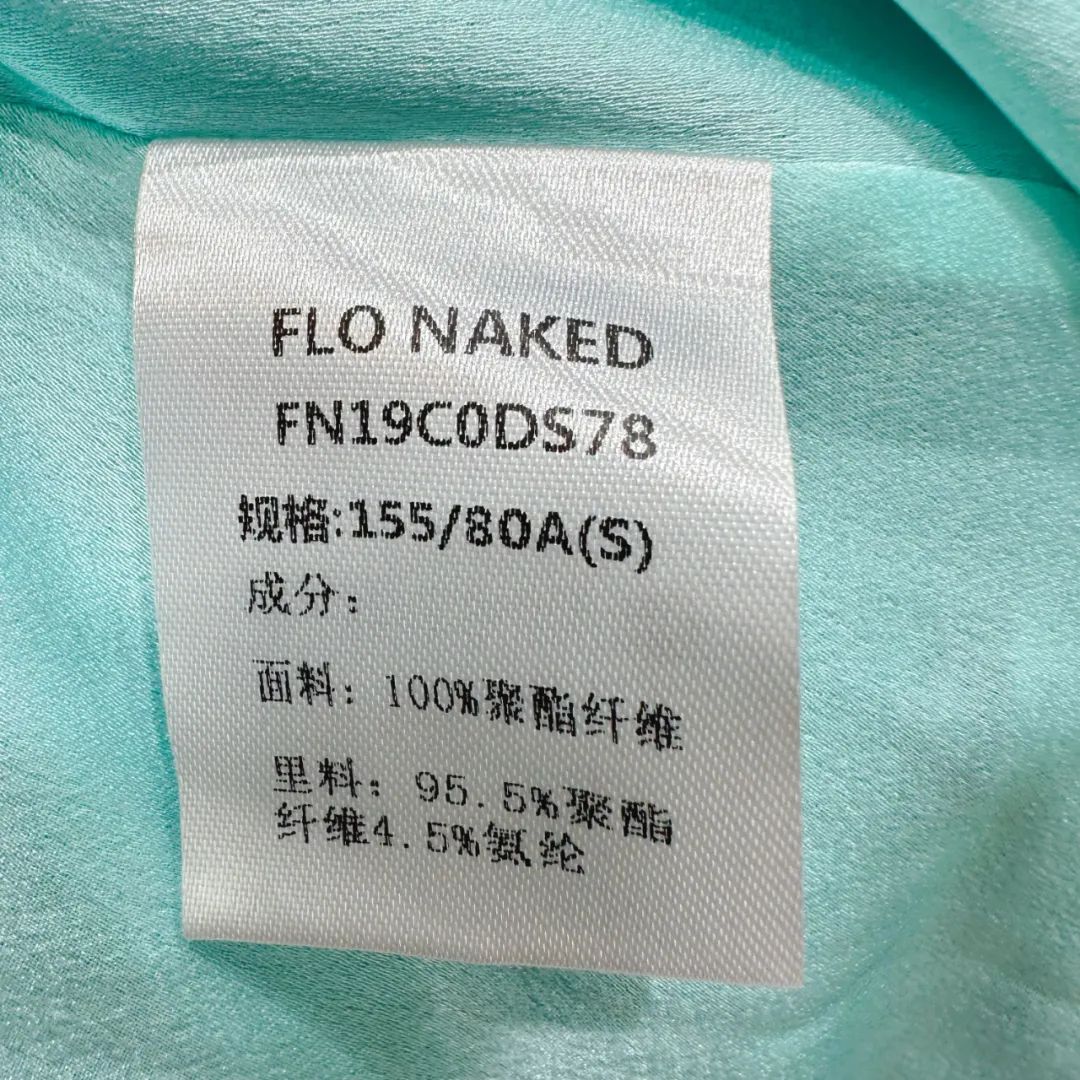 FLO NAKED
FN19C0DS78
规格:155/80A(S)
成分:
面料: 100%聚酯纤维
里料: 95.5%聚酯
纤维4.5%氨纶